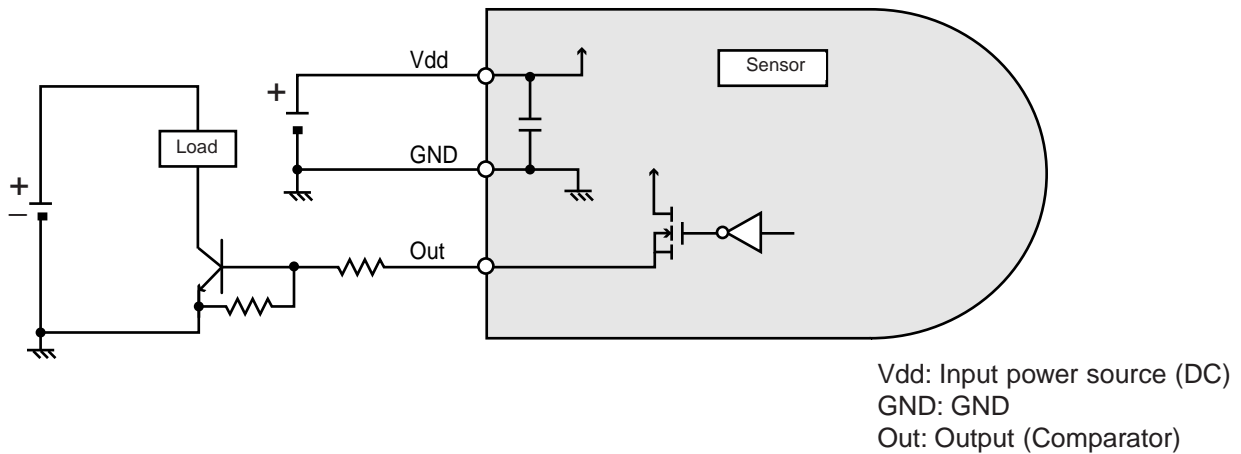 Vdd
Sensor
+
Load
GND
+
–
Out
Vdd: Input power source (DC)
GND: GND
Out: Output (Comparator)